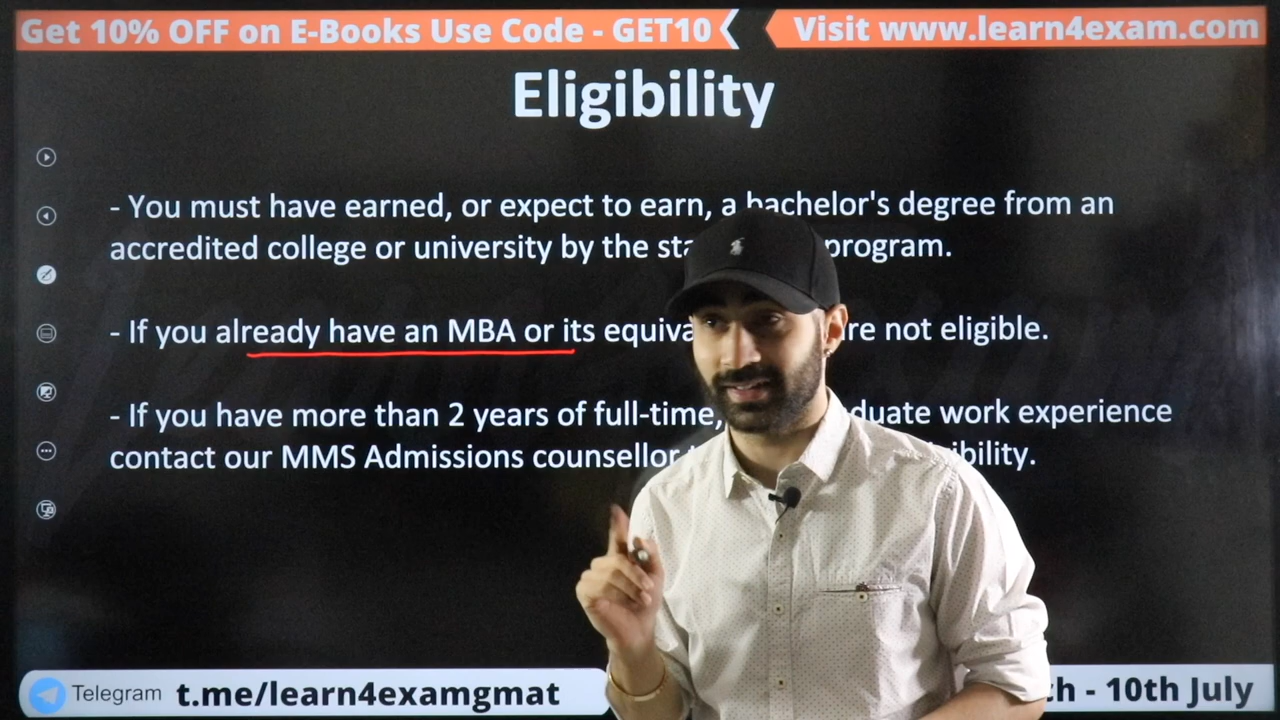 Get 10% OFF on E-Books Use Code - GET10
Visit www.learn4exam.com
Eligibility
- You must have earned, or expect to earn, a bachelor's degree from an
accredited college or university by the sta program.
- If you already have an MBA or its equiva re not eligible.
- If you have more than 2 years of full-time, duate work experience
contact our MMS Admissions counsellor ibility.
Telegram t.me/learn4examgmat
ch - 10th July